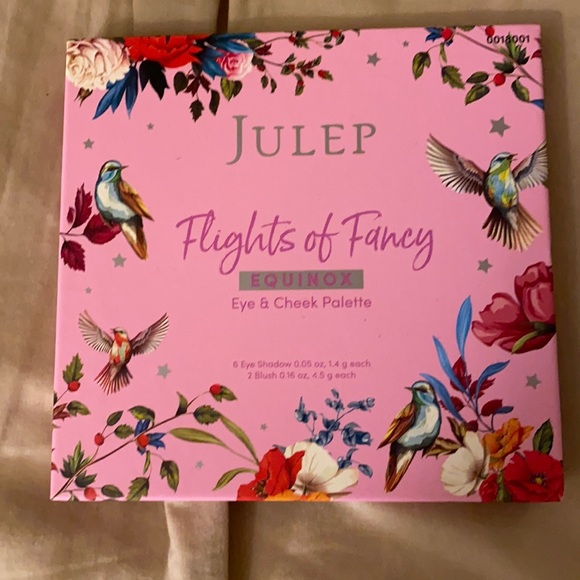 0018001
JULEP
Flights of Fancy
EQUINOX
Eye & Cheek Palette
6 Eye Shadow 0.05 oz, 1.4 g each
2 Blush 0.16 oz, 4.5 g each